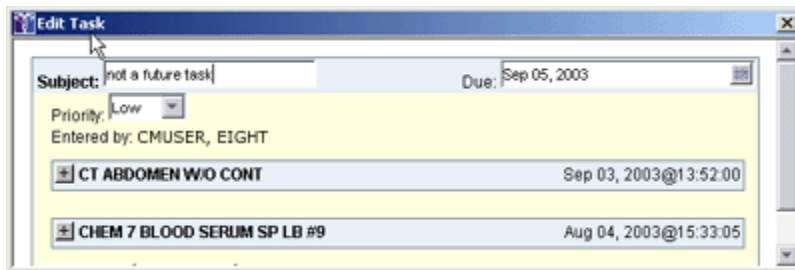 Edit Task
Subject: not a future task Due: Sep 05, 2003
Priority: Low
Entered by: CMUSER, EIGHT
CT ABDOMEN W/O CONT Sep 03, 2003@13:52:00
CHEM 7 BLOOD SERUM SP LB #9 Aug 04, 2003@15:33:05